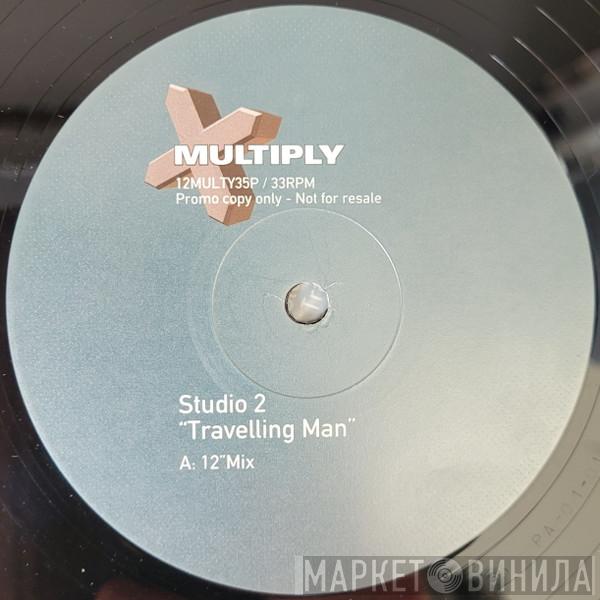 MULTIPLY
12MULTY35P / 33RPM
Promo copy only - Not for resale
Studio 2
“Travelling Man”
A: 12”Mix
МАРКЕТ ВИНИЛА